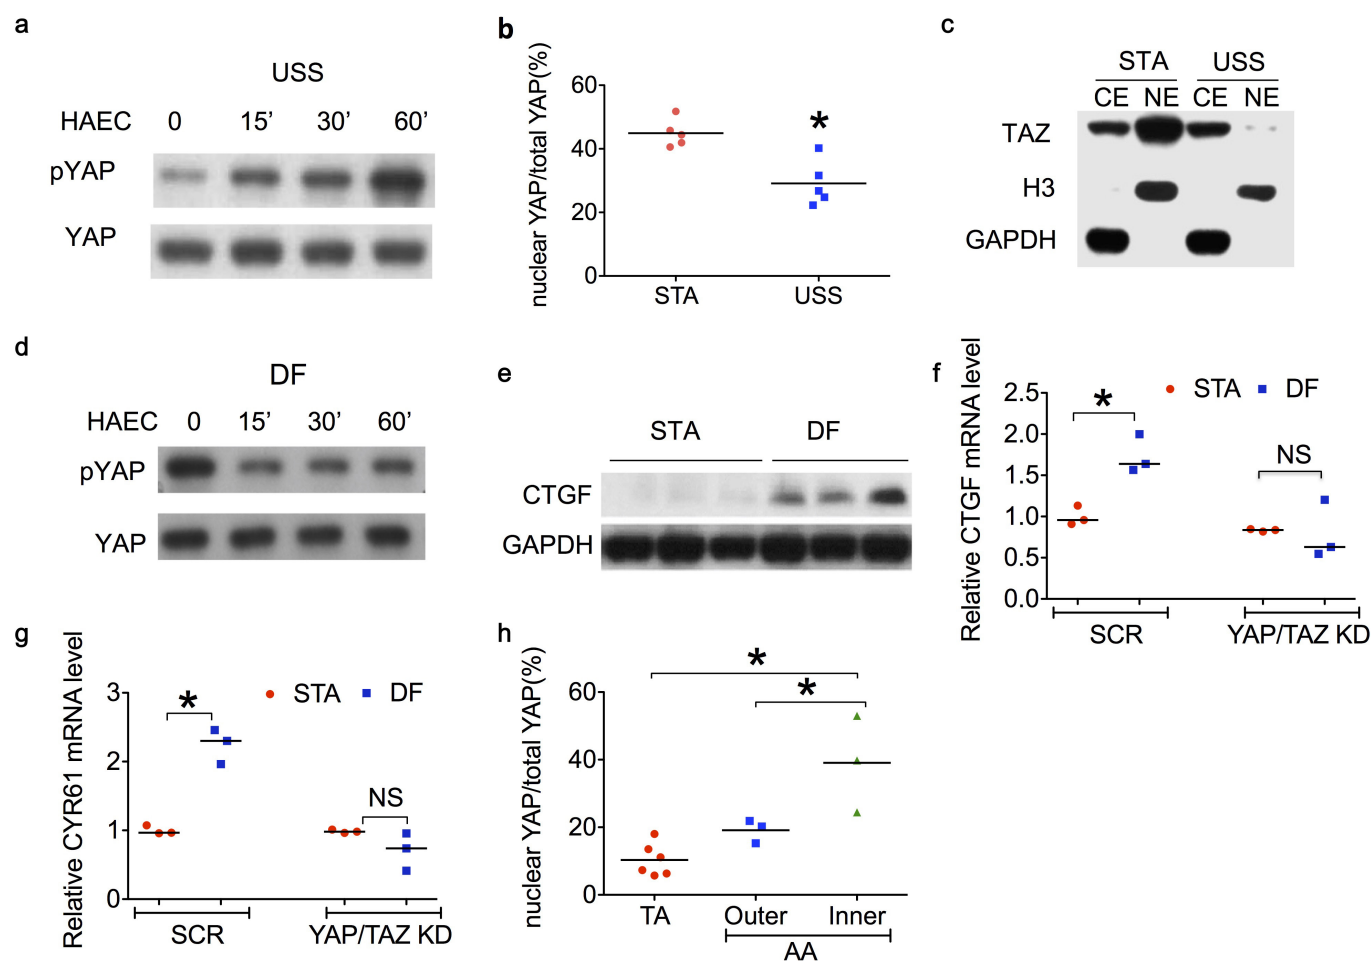 a
USS
HAEC 0 15’ 30’ 60’
pYAP
YAP
b
nuclear YAP/total YAP(%)
60
40
20
0
*
STA USS
c
STA USS
CE NE CE NE
TAZ
H3
GAPDH
d
DF
HAEC 0 15’ 30’ 60’
pYAP
YAP
e
STA DF
CTGF
GAPDH
f
Relative CTGF mRNA level
2.5
2.0
1.5
1.0
0.5
0.0
STA DF
*
NS
SCR YAP/TAZ KD
g
Relative CYR61 mRNA level
3
2
1
0
STA DF
*
NS
SCR YAP/TAZ KD
h
nuclear YAP/total YAP(%)
60
40
20
0
*
*
TA Outer Inner
AA